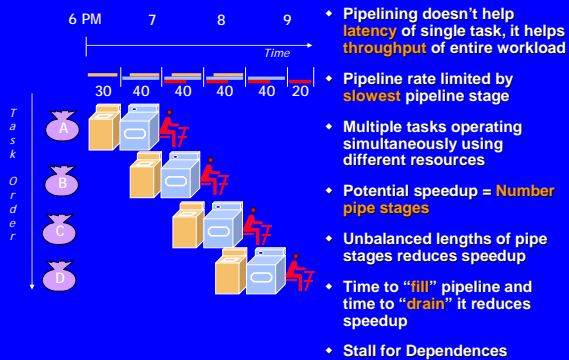 6 PM 7 8 9
Time
30 40 40 40 40 20
Task Order
A
B
C
D
Pipelining doesn't help
latency of single task, it helps
throughput of entire workload
Pipeline rate limited by
slowest pipeline stage
Multiple tasks operating
simultaneously using
different resources
Potential speedup = Number
pipe stages
Unbalanced lengths of pipe
stages reduces speedup
Time to “fill” pipeline and
time to “drain” it reduces
speedup
Stall for Dependences